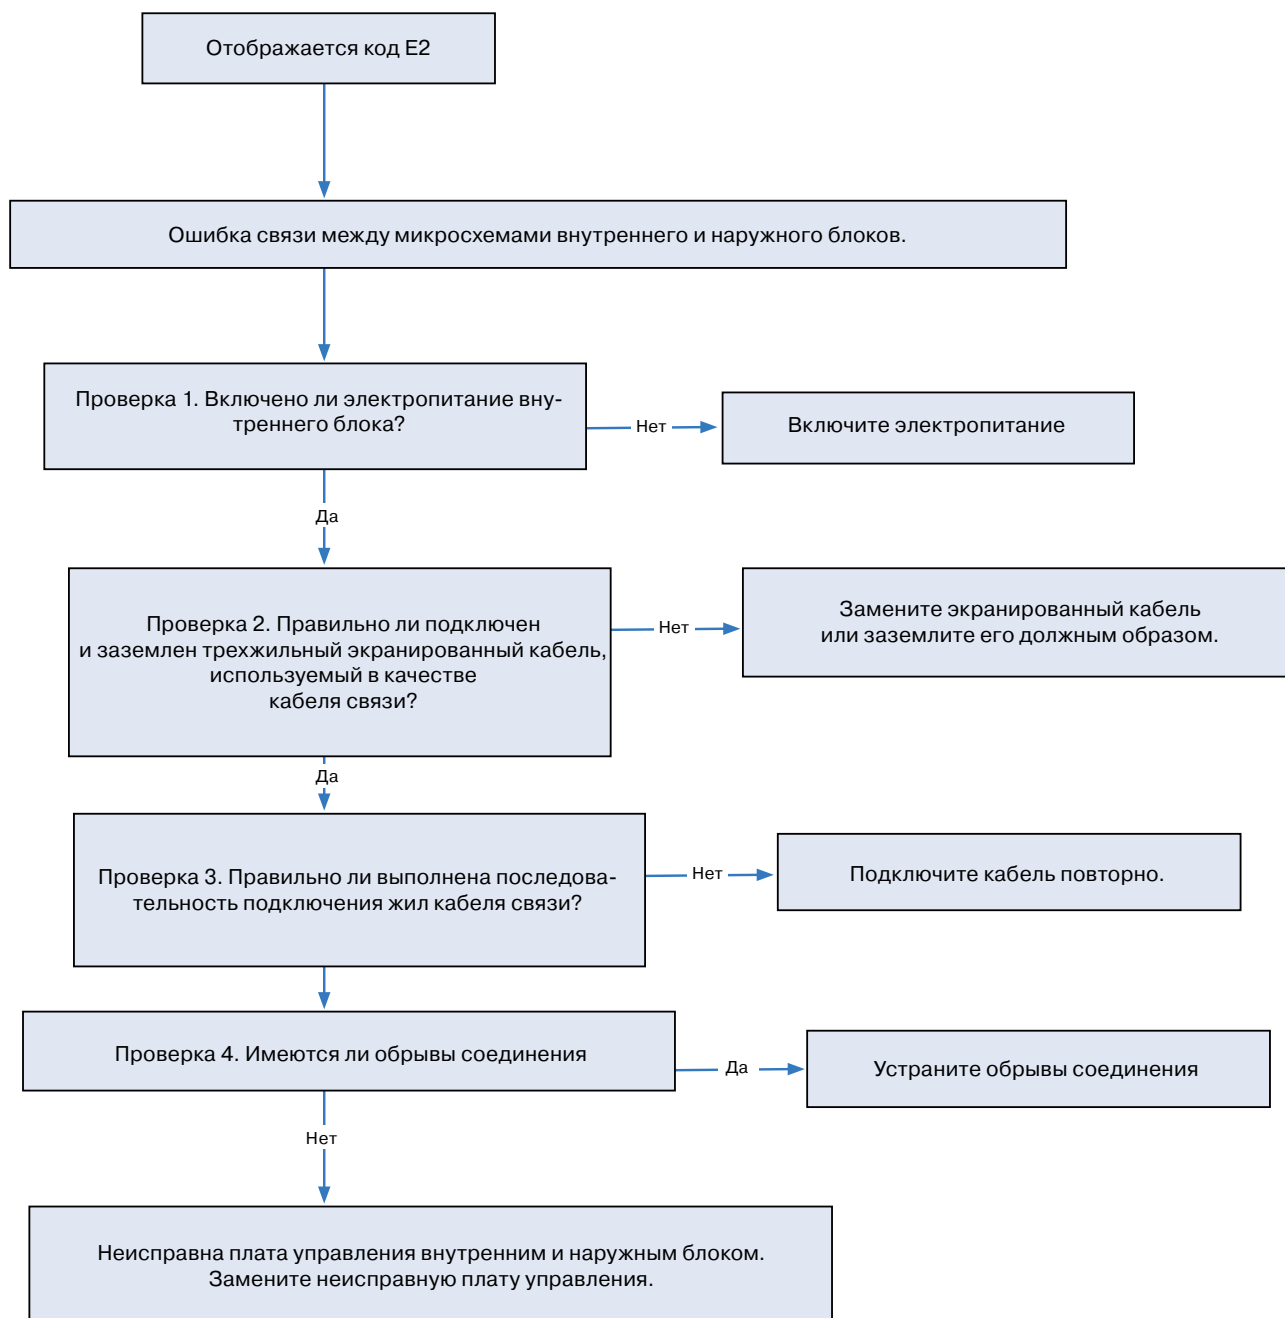 Отображается код E2
Ошибка связи между микросхемами внутреннего и наружного блоков.
Проверка 1. Включено ли электропитание вну-
треннего блока?
Нет
Включите электропитание
Да
Проверка 2. Правильно ли подключен
и заземлен трехжильный экранированный кабель,
используемый в качестве
кабеля связи?
Нет
Замените экранированный кабель
или заземлите его должным образом.
Да
Проверка 3. Правильно ли выполнена последова-
тельность подключения жил кабеля связи?
Нет
Подключите кабель повторно.
Проверка 4. Имеются ли обрывы соединения
Да
Устраните обрывы соединения
Нет
Неисправна плата управления внутренним и наружным блоком.
Замените неисправную плату управления.